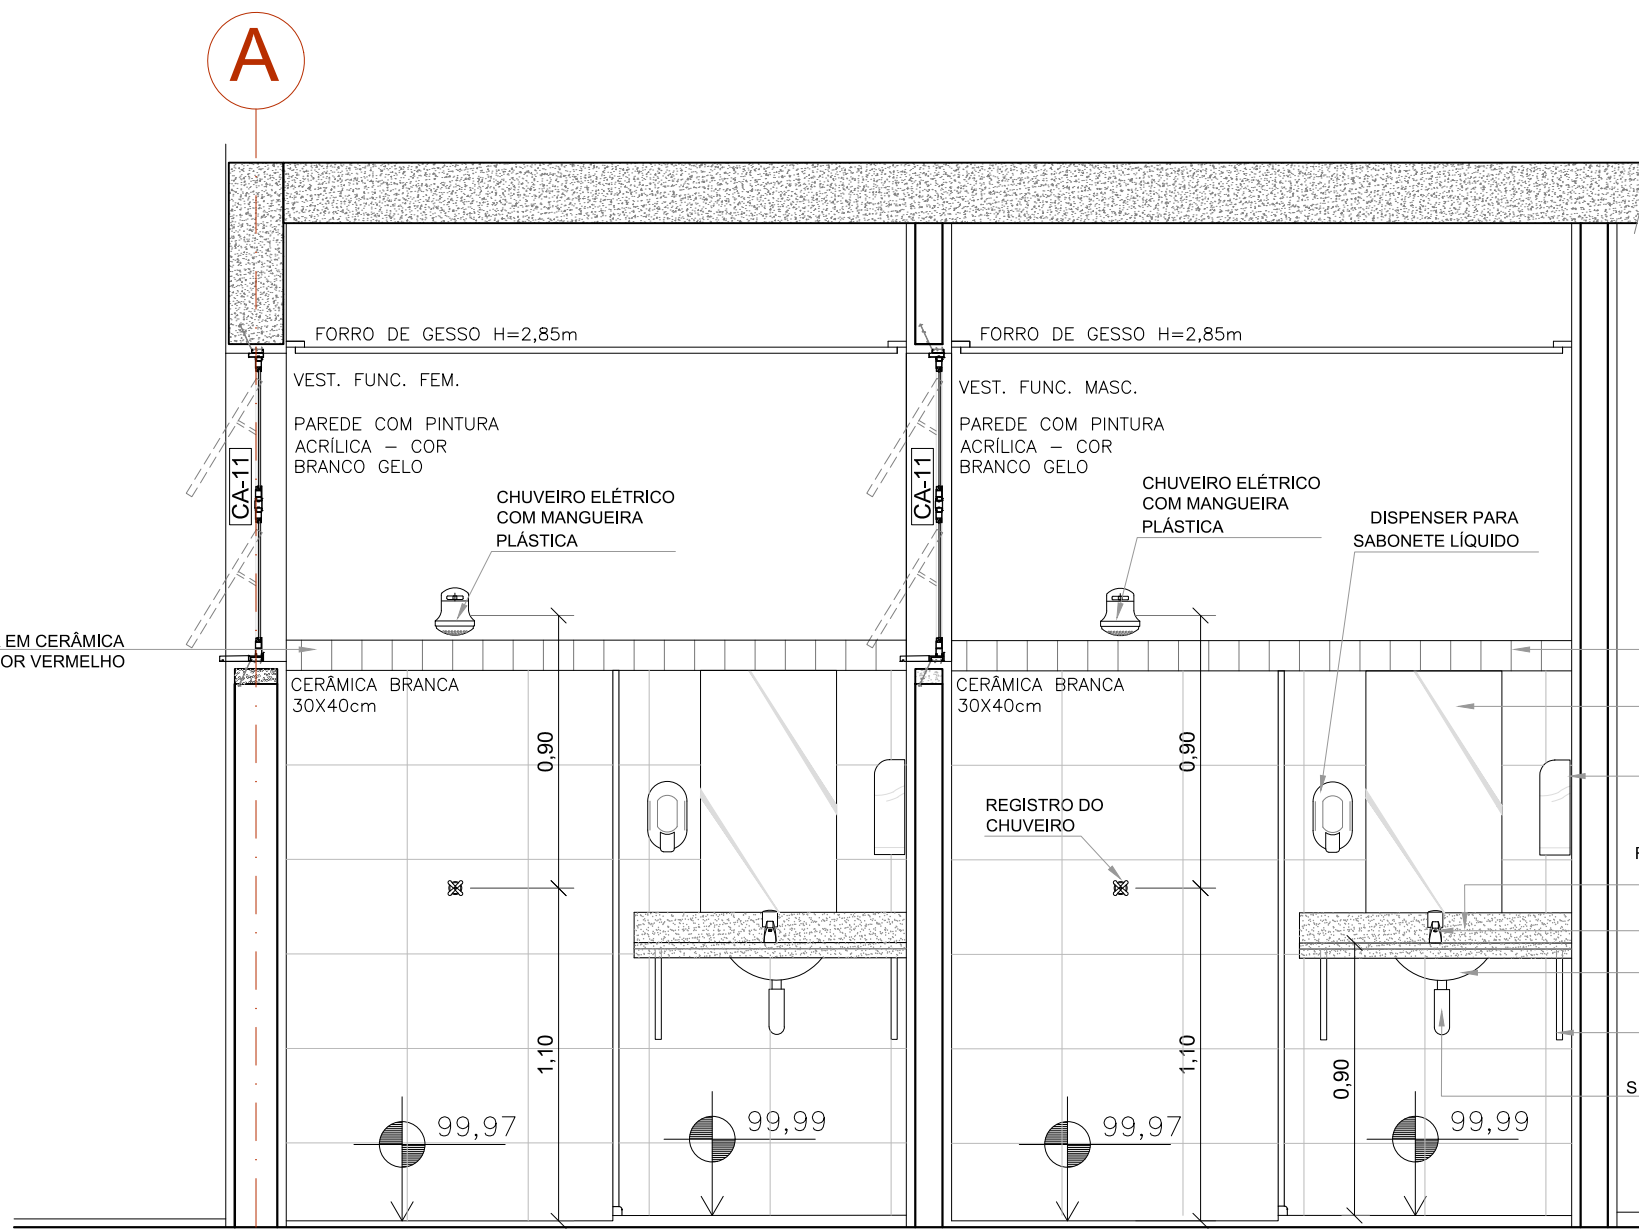 A
FORRO DE GESSO H=2,85m
FORRO DE GESSO H=2,85m
VEST. FUNC. FEM.
VEST. FUNC. MASC.
PAREDE COM PINTURA
ACRÍLICA – COR
BRANCO GELO
PAREDE COM PINTURA
ACRÍLICA – COR
BRANCO GELO
CA-11
CA-11
CHUVEIRO ELÉTRICO
COM MANGUEIRA
PLÁSTICA
CHUVEIRO ELÉTRICO
COM MANGUEIRA
PLÁSTICA
DISPENSER PARA
SABONETE LÍQUIDO
EM CERÂMICA
OR VERMELHO
CERÂMICA BRANCA
30X40cm
CERÂMICA BRANCA
30X40cm
0,90
0,90
REGISTRO DO
CHUVEIRO
1,10
1,10
0,90
99,97
99,99
99,97
99,99
S